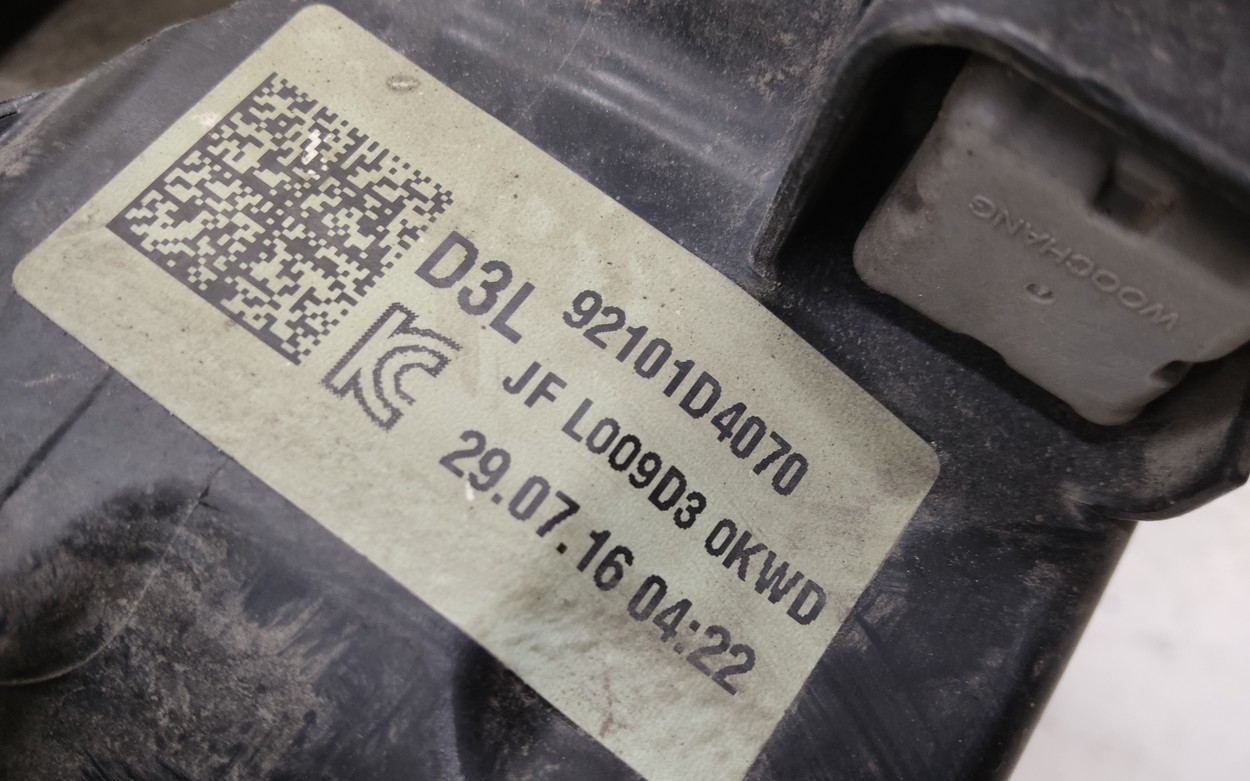 D3L 92101D4070
JF L009D3 0KWD
29.07.16 04:22
WOOCHANG